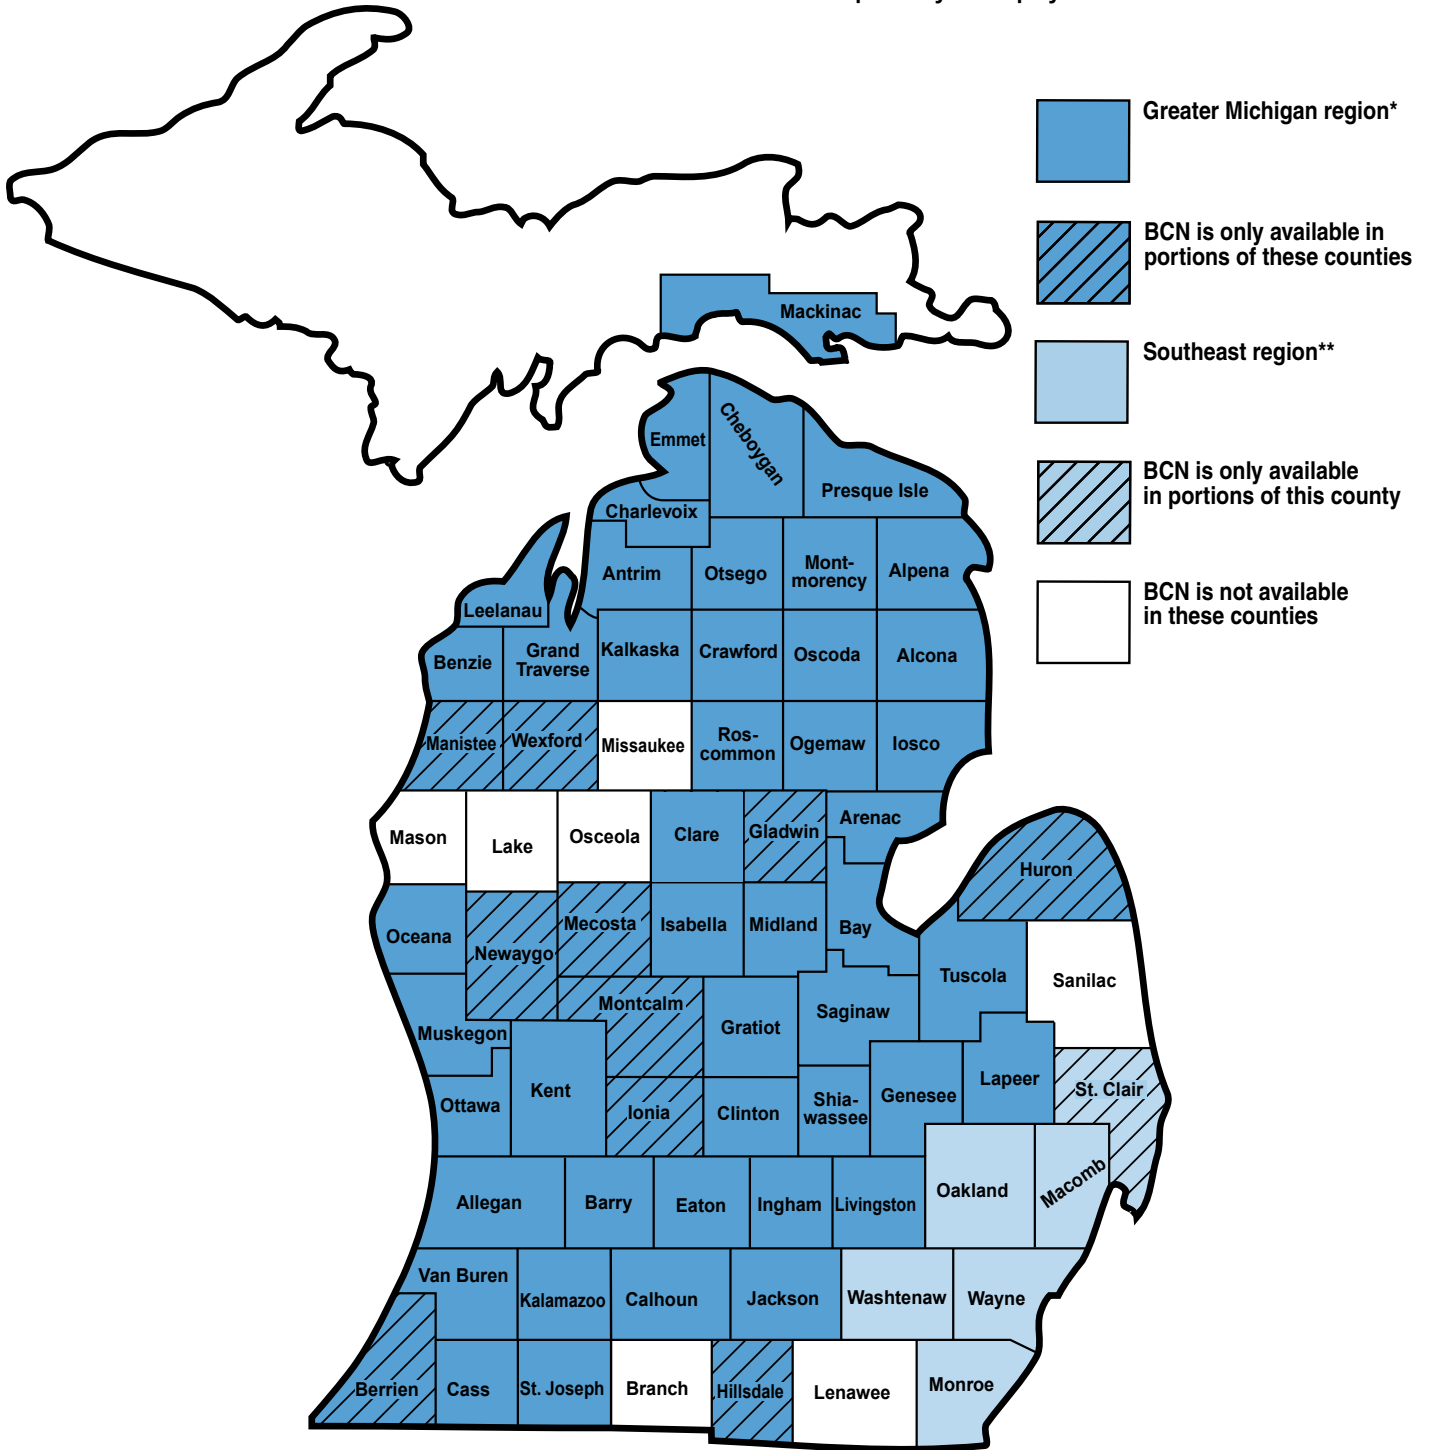 Greater Michigan region*
BCN is only available in
portions of these counties
Southeast region**
BCN is only available
in portions of this county
BCN is not available
in these counties
Mackinac
Emmet
Cheboygan
Presque Isle
Charlevoix
Antrim
Otsego
Mont-
morency
Alpena
Leelanau
Benzie
Grand
Traverse
Kalkaska
Crawford
Oscoda
Alcona
Manistee
Wexford
Missaukee
Ros-
common
Ogemaw
Iosco
Mason
Lake
Osceola
Clare
Gladwin
Arenac
Huron
Oceana
Newaygo
Mecosta
Isabella
Midland
Bay
Tuscola
Sanilac
Muskegon
Montcalm
Gratiot
Saginaw
Ottawa
Kent
Ionia
Clinton
Shia-
wassee
Genesee
Lapeer
St. Clair
Allegan
Barry
Eaton
Ingham
Livingston
Oakland
Macomb
Van Buren
Kalamazoo
Calhoun
Jackson
Washtenaw
Wayne
Berrien
Cass
St. Joseph
Branch
Hillsdale
Lenawee
Monroe